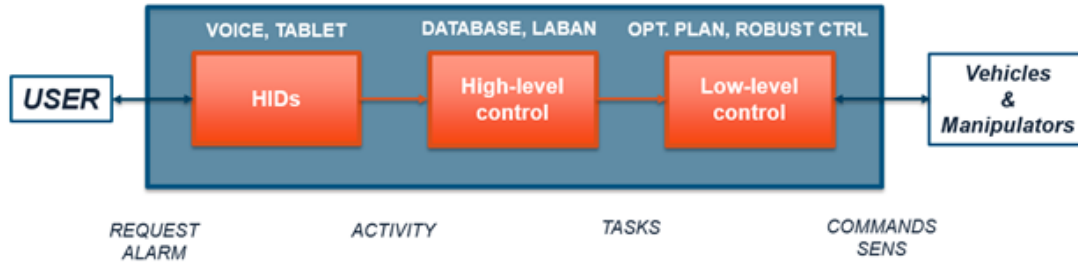 VOICE, TABLET
DATABASE, LABAN
OPT. PLAN, ROBUST CTRL
USER
HIDs
High-level
control
Low-level
control
Vehicles
&
Manipulators
REQUEST
ALARM
ACTIVITY
TASKS
COMMANDS
SENS